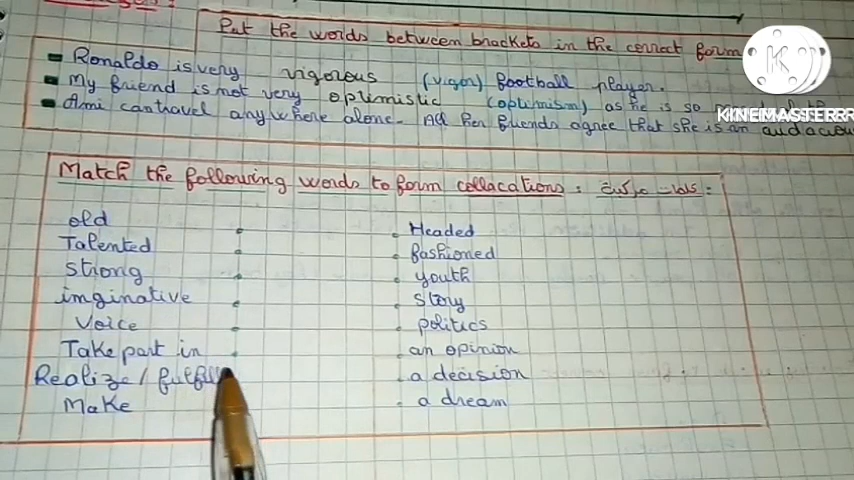 Put the words between brackets in the correct form
Ronaldo is very vigorous (vigor) football player.
My friend is not very optimistic (optimism) as he is so
Ami can travel anywhere alone. All her friends agree that she is an audacious
KINEMASTER
Match the following words to form collacations :
old Headed
Talented fashioned
strong youth
imginative story
Voice politics
Take part in an opinion
Realize / fulfill a decision
Make a dream